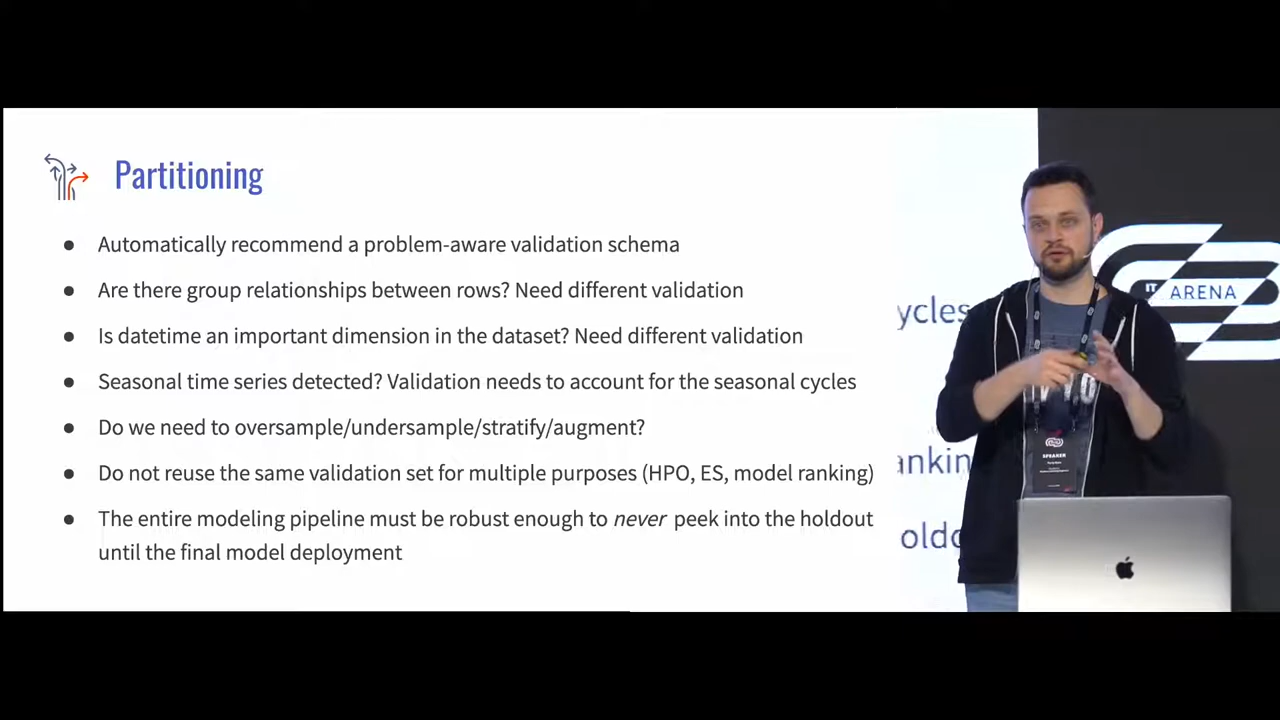 Partitioning
Automatically recommend a problem-aware validation schema
Are there group relationships between rows? Need different validation
Is datetime an important dimension in the dataset? Need different validation
Seasonal time series detected? Validation needs to account for the seasonal cycles
Do we need to oversample/undersample/stratify/augment?
Do not reuse the same validation set for multiple purposes (HPO, ES, model ranking)
The entire modeling pipeline must be robust enough to never peek into the holdout
until the final model deployment
ycles
IT ARENA
SPEAKER